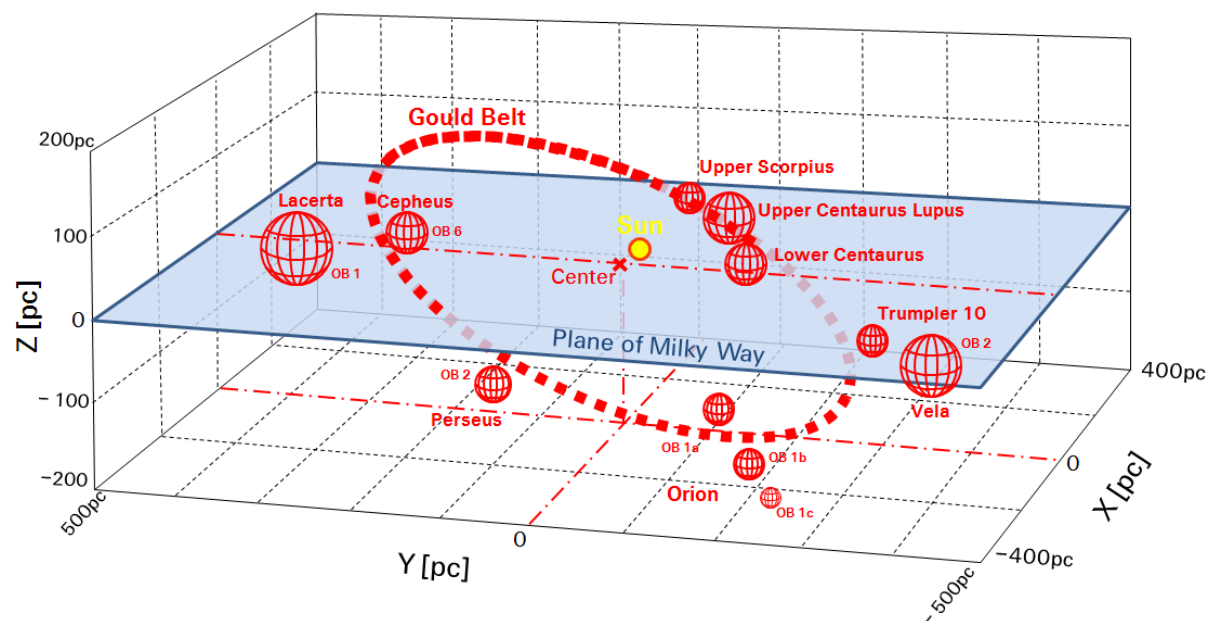 200pc
Gould Belt
Upper Scorpius
Lacerta
Cepheus
Upper Centaurus Lupus
OB 6
Sun
100
Lower Centaurus
OB 1
Center
Trumpler 10
Z [pc]
0
Plane of Milky Way
OB 2
OB 2
400pc
− 100
Perseus
Vela
OB 1a
OB 1b
0
−200
Orion
OB 1c
X [pc]
500pc
0
−400pc
Y [pc]
−500pc